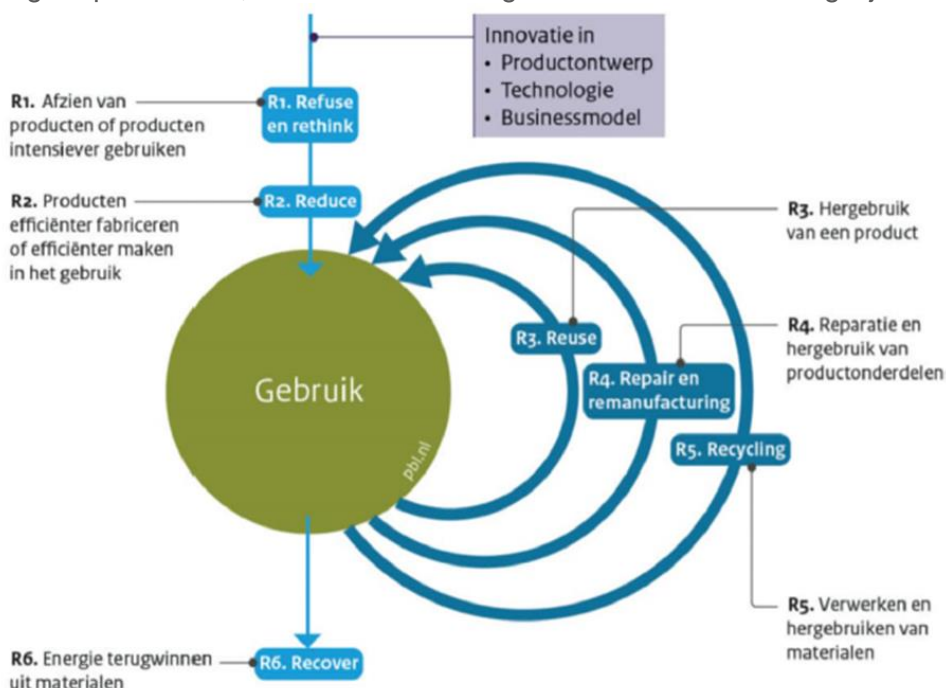 Innovatie in
• Productontwerp
• Technologie
• Businessmodel
R1. Afzien van
producten of producten
intensiever gebruiken
R1. Refuse
en rethink
R2. Producten
efficiënter fabriceren
of efficiënter maken
in het gebruik
R2. Reduce
R3. Hergebruik
van een product
R3. Reuse
R4. Reparatie en
hergebruik van
productonderdelen
R4. Repair en
remanufacturing
Gebruik
pbl.nl
R5. Recycling
R5. Verwerken en
hergebruiken van
materialen
R6. Energie terugwinnen
uit materialen
R6. Recover